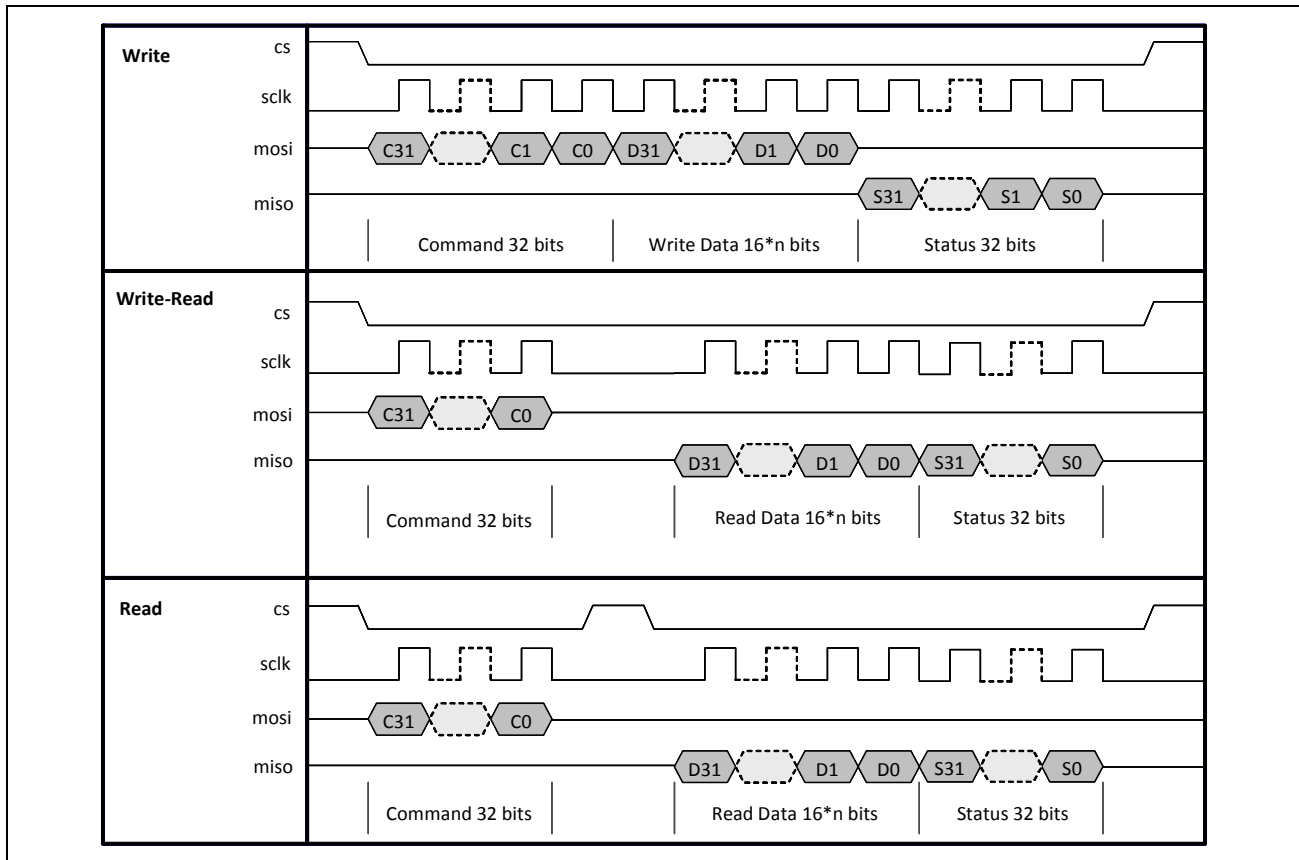 Write
cs
sclk
mosi C31 C1 C0 D31 D1 D0
miso S31 S1 S0
Command 32 bits Write Data 16*n bits Status 32 bits
Write-Read
cs
sclk
mosi C31 C0
miso D31 D1 D0 S31 S0
Command 32 bits Read Data 16*n bits Status 32 bits
Read cs
sclk
mosi C31 C0
miso D31 D1 D0 S31 S0
Command 32 bits Read Data 16*n bits Status 32 bits